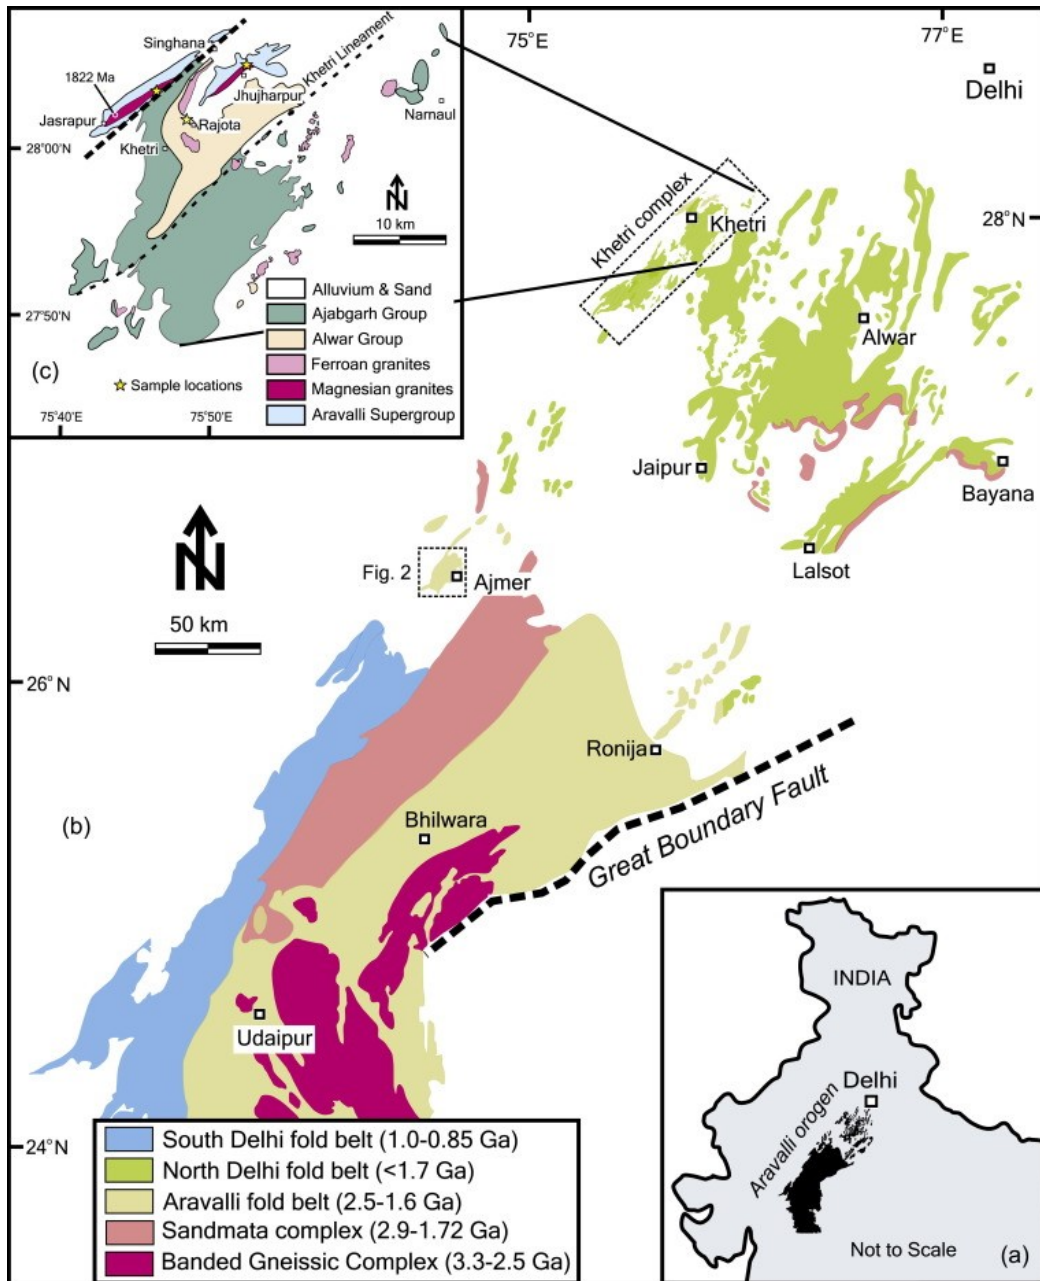 75°E
77°E
Delhi
28°N
Khetri complex
Khetri
Alwar
Jaipur
Bayana
Lalsot
Singhana
1822 Ma
Jasrapur
Jhujharpur
Khetri Lineament
Rajota
Khetri
Narnaul
28°00'N
N
10 km
27°50'N
Alluvium & Sand
Ajabgarh Group
Alwar Group
Ferroan granites
Magnesian granites
Aravalli Supergroup
Sample locations
(c)
75°40'E
75°50'E
Fig. 2
Ajmer
N
50 km
26°N
Ronija
Great Boundary Fault
Bhilwara
(b)
Udaipur
24°N
South Delhi fold belt (1.0-0.85 Ga)
North Delhi fold belt (<1.7 Ga)
Aravalli fold belt (2.5-1.6 Ga)
Sandmata complex (2.9-1.72 Ga)
Banded Gneissic Complex (3.3-2.5 Ga)
INDIA
Delhi
Aravalli orogen
Not to Scale
(a)